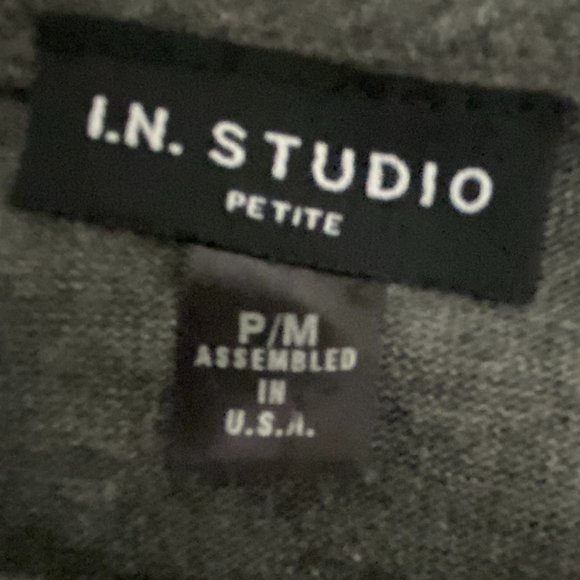 I.N. STUDIO
PETITE
P/M
ASSEMBLED
IN
U.S.A.